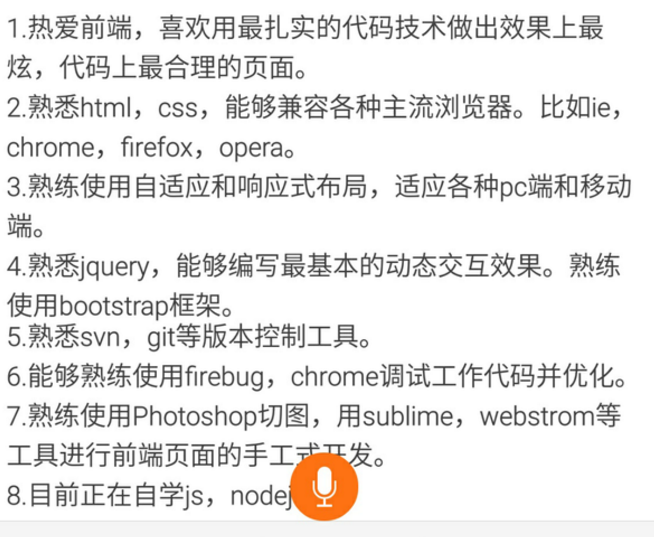 1.热爱前端，喜欢用最扎实的代码技术做出效果上最
炫，代码上最合理的页面。
2.熟悉html，css，能够兼容各种主流浏览器。比如ie，
chrome，firefox，opera。
3.熟练使用自适应和响应式布局，适应各种pc端和移动
端。
4.熟悉jquery，能够编写最基本的动态交互效果。熟练
使用bootstrap框架。
5.熟悉svn，git等版本控制工具。
6.能够熟练使用firebug，chrome调试工作代码并优化。
7.熟练使用Photoshop切图，用sublime，webstrom等
工具进行前端页面的手工式开发。
8.目前正在自学js，